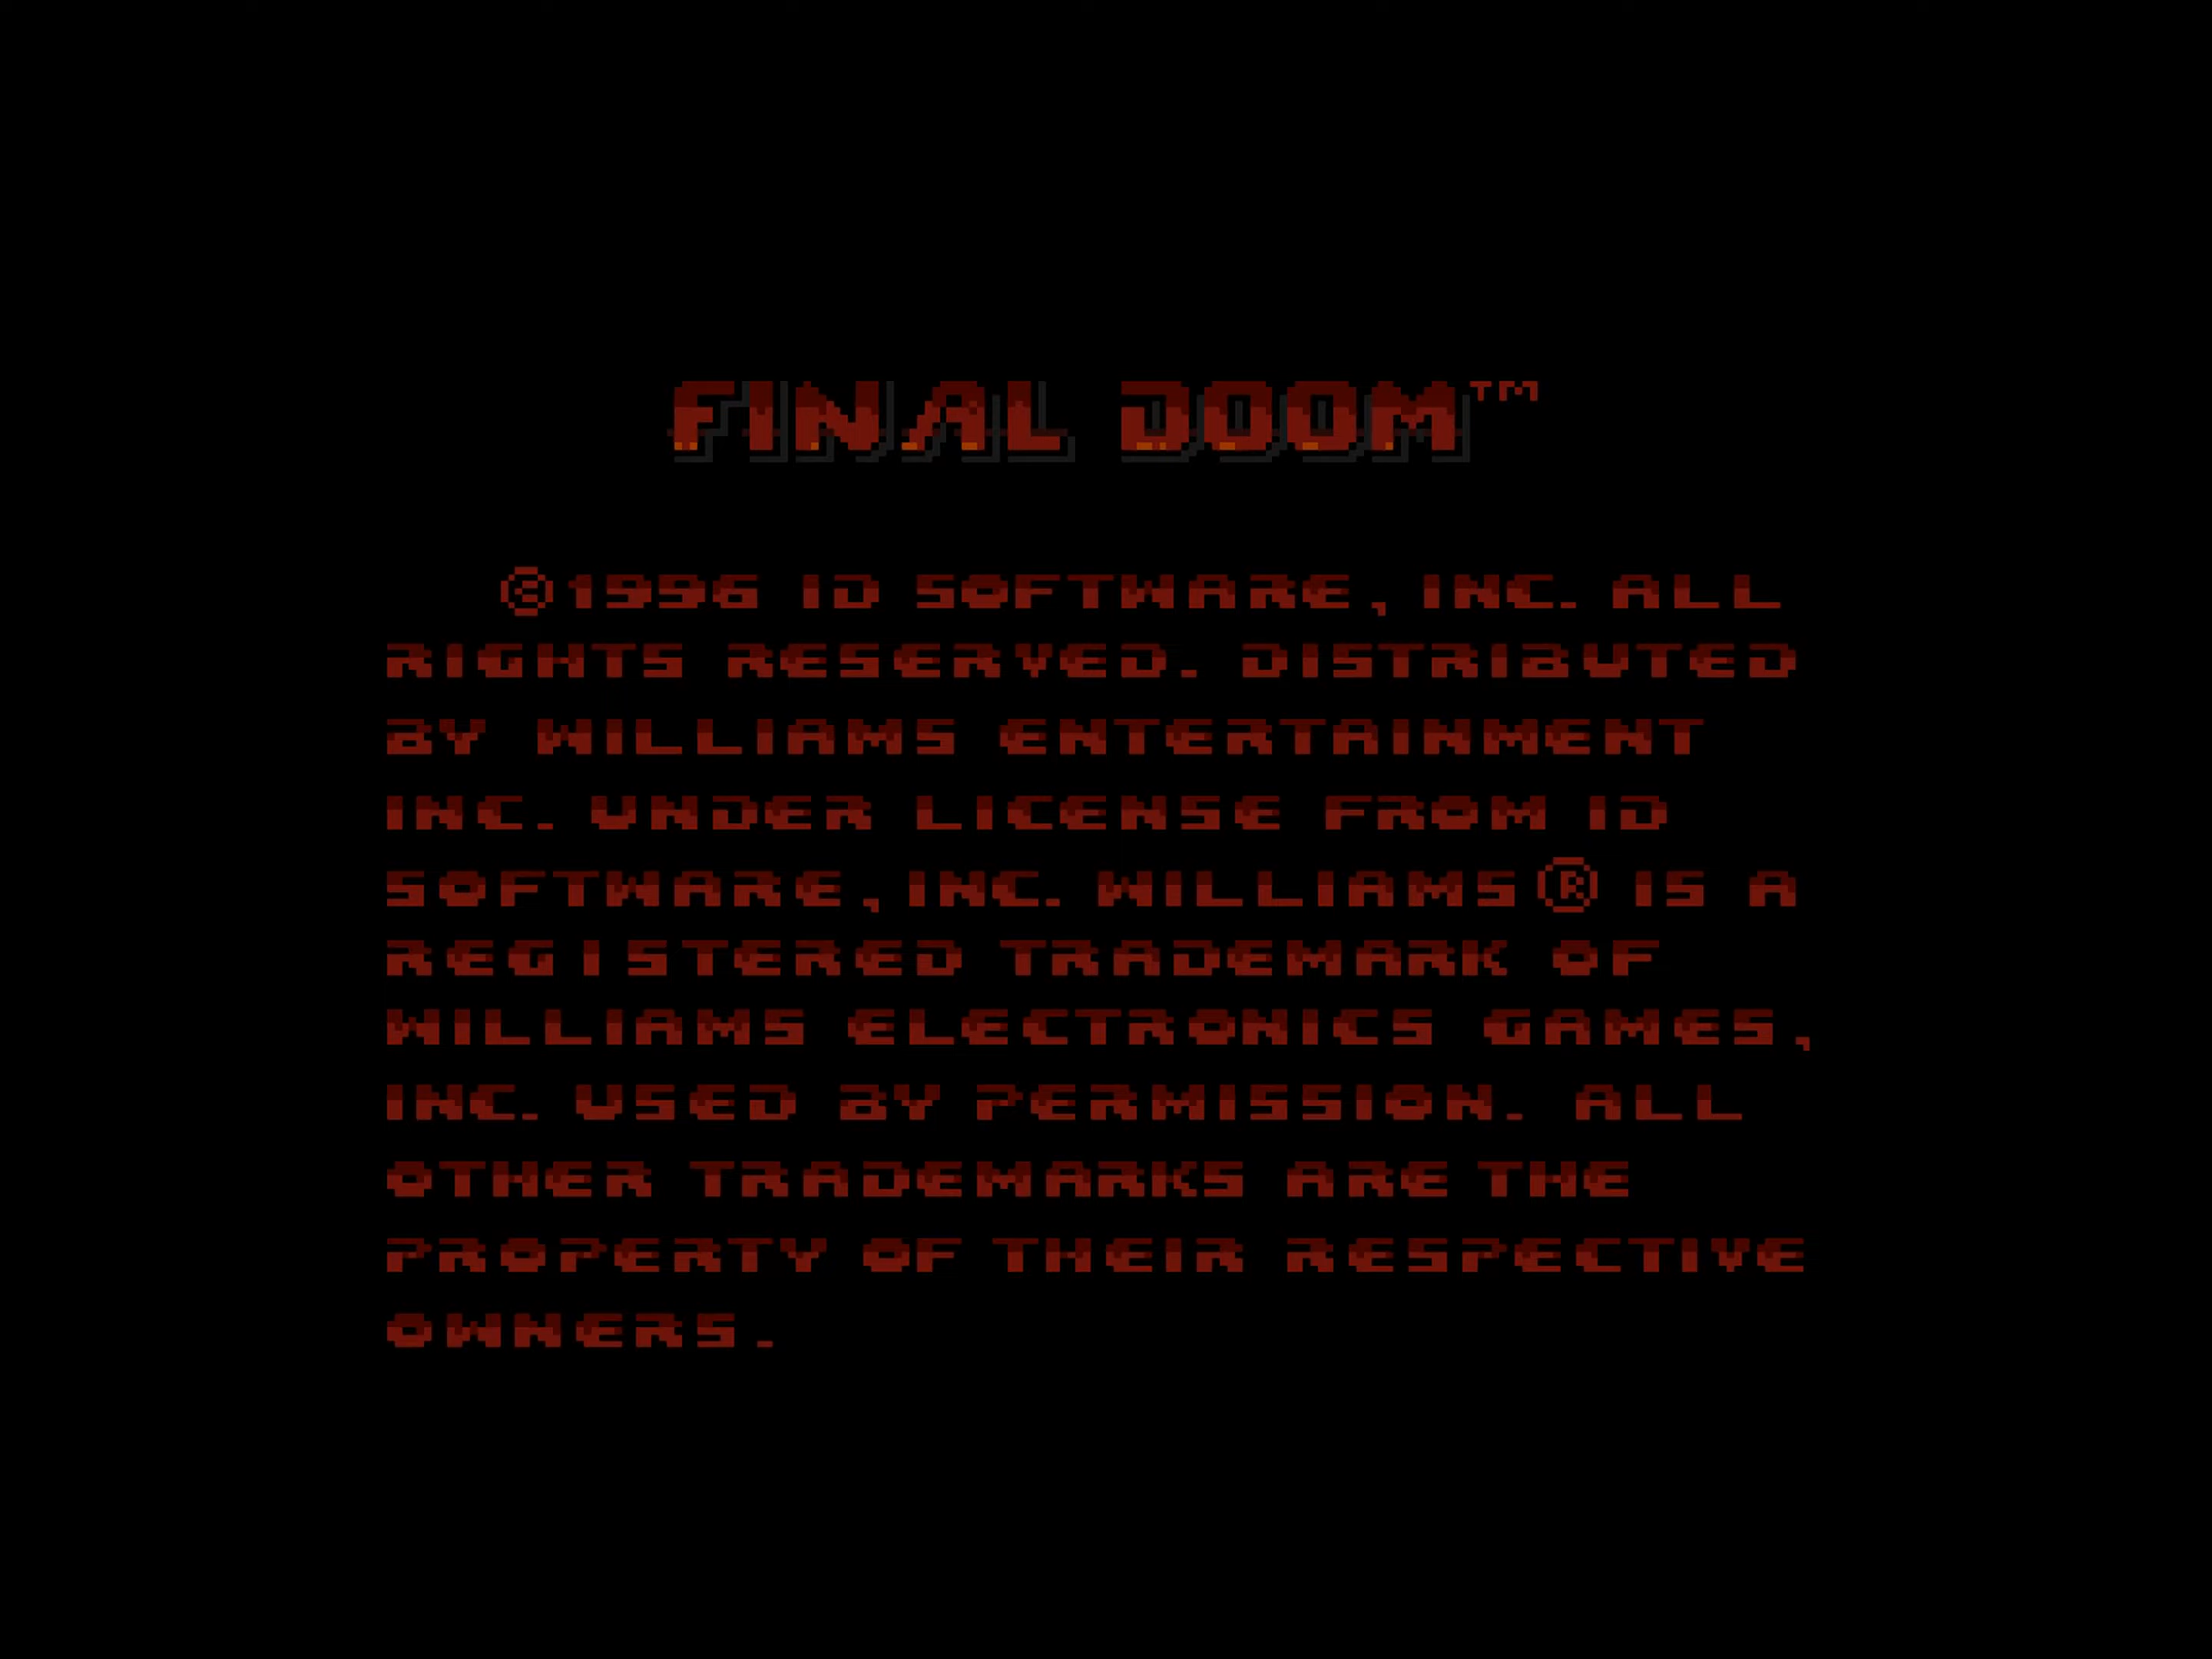 FINAL DOOM™
©1996 ID SOFTWARE, INC. ALL
RIGHTS RESERVED. DISTRIBUTED
BY WILLIAMS ENTERTAINMENT
INC. UNDER LICENSE FROM ID
SOFTWARE, INC. WILLIAMS® IS A
REGISTERED TRADEMARK OF
WILLIAMS ELECTRONICS GAMES,
INC. USED BY PERMISSION. ALL
OTHER TRADEMARKS ARE THE
PROPERTY OF THEIR RESPECTIVE
OWNERS.